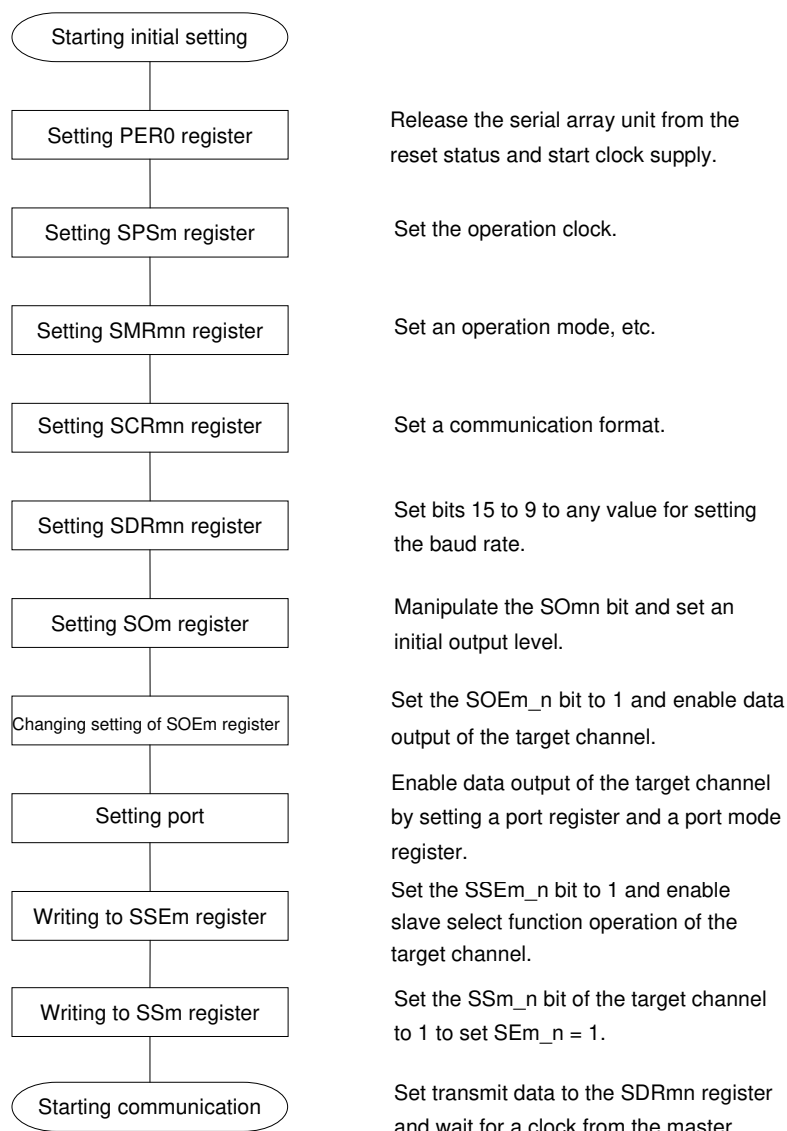 Starting initial setting
Setting PER0 register
Release the serial array unit from the
reset status and start clock supply.
Setting SPSm register
Set the operation clock.
Setting SMRmn register
Set an operation mode, etc.
Setting SCRmn register
Set a communication format.
Setting SDRmn register
Set bits 15 to 9 to any value for setting
the baud rate.
Setting SOm register
Manipulate the SOmn bit and set an
initial output level.
Changing setting of SOEm register
Set the SOEm_n bit to 1 and enable data
output of the target channel.
Setting port
Enable data output of the target channel
by setting a port register and a port mode
register.
Writing to SSEm register
Set the SSEm_n bit to 1 and enable
slave select function operation of the
target channel.
Writing to SSm register
Set the SSm_n bit of the target channel
to 1 to set SEm_n = 1.
Starting communication
Set transmit data to the SDRmn register
and wait for a clock from the master